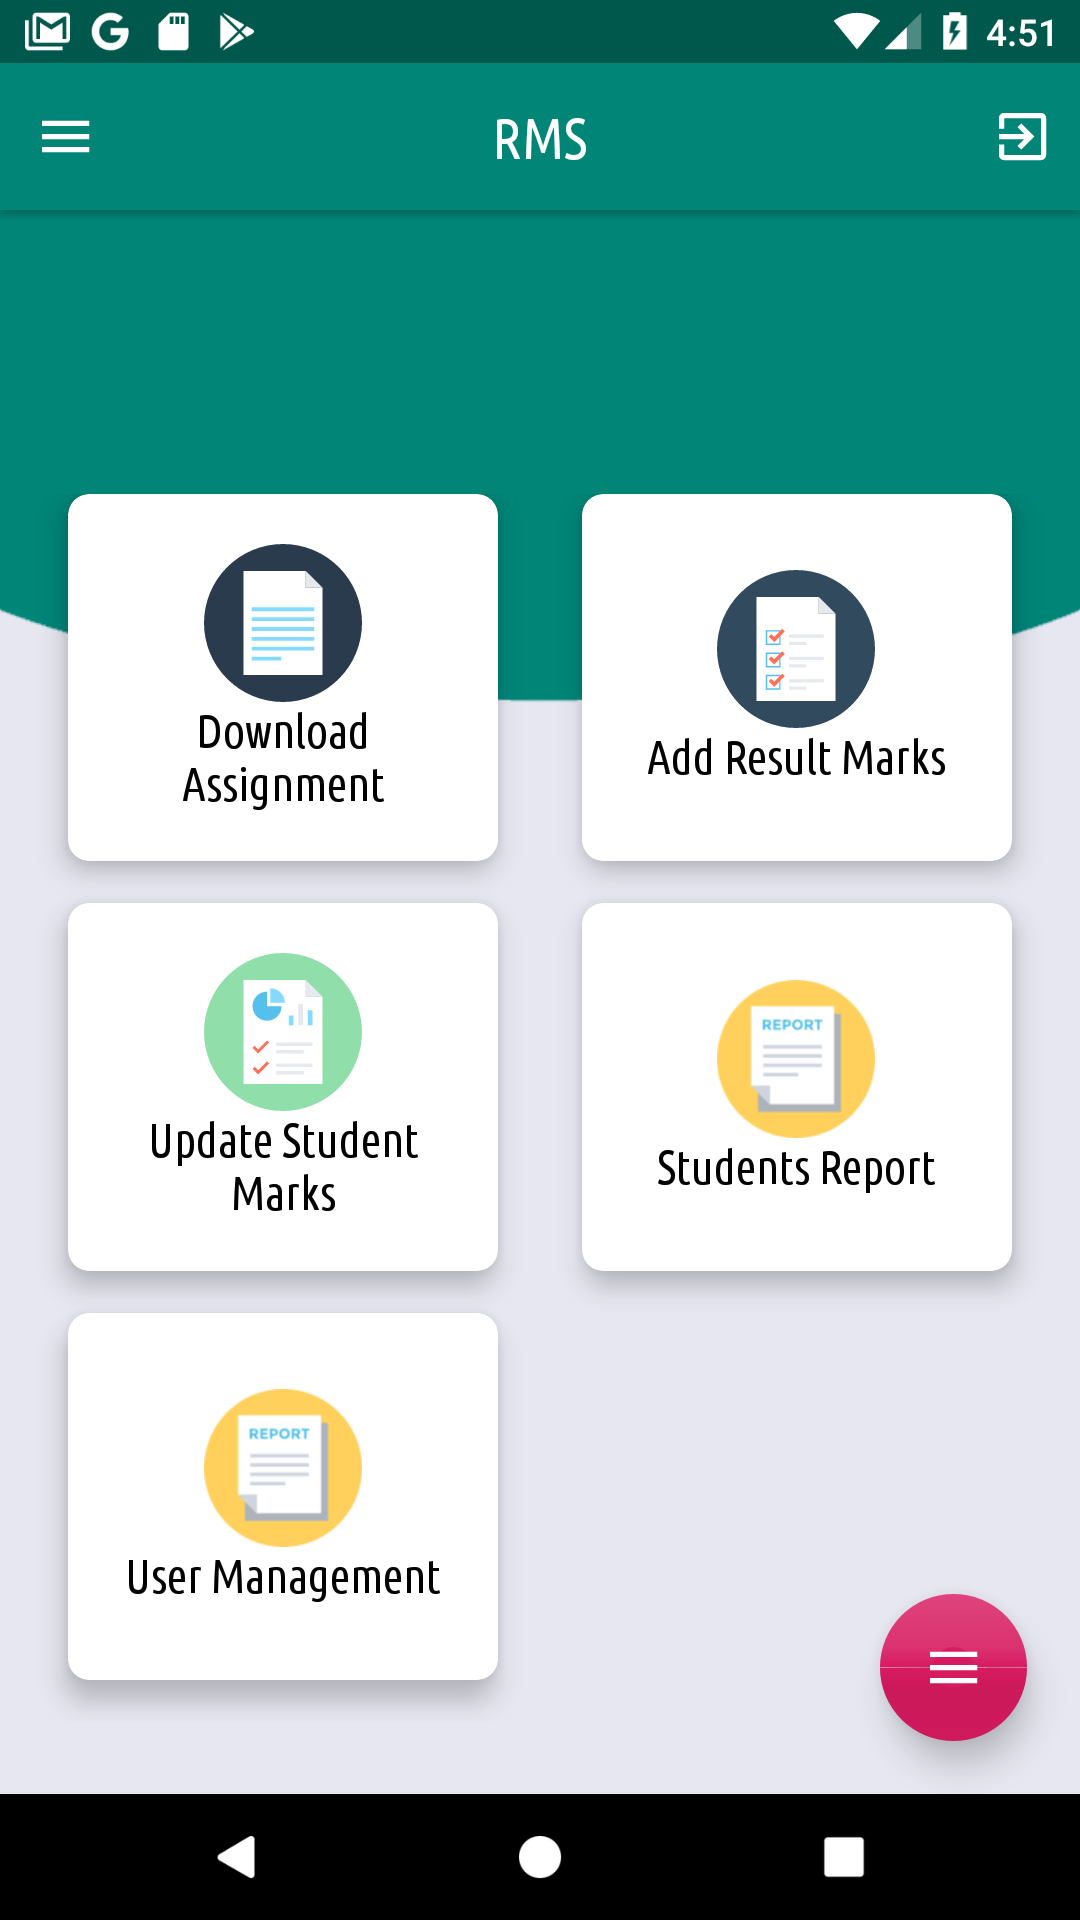 4:51
RMS
Download
Assignment
Add Result Marks
Update Student
Marks
REPORT
Students Report
REPORT
User Management